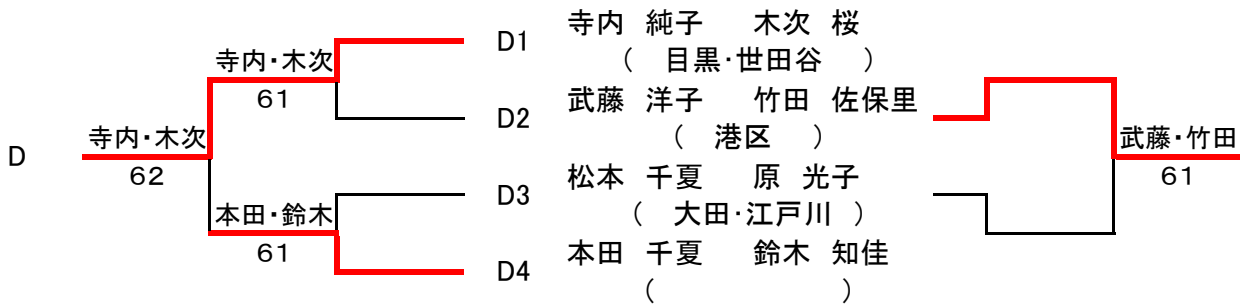 D1 寺内 純子 木次 桜
寺内・木次 ( 目黒・世田谷 )
61 武藤 洋子 竹田 佐保里
D2
寺内・木次 ( 港区 ) 武藤・竹田
D
62 松本 千夏 原 光子 61
D3
本田・鈴木 ( 大田・江戸川 )
61 本田 千夏 鈴木 知佳
D4
( )